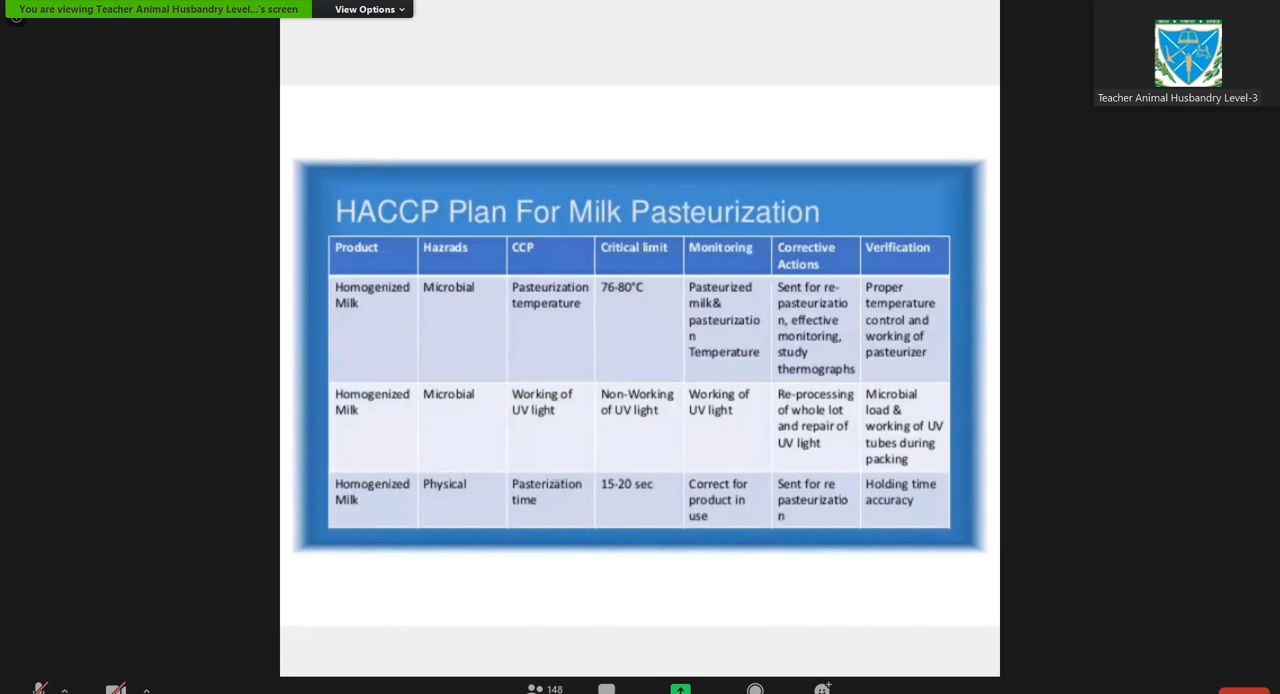 You are viewing Teacher Animal Husbandry Level...'s screen
View Options
Teacher Animal Husbandry Level-3
HACCP Plan For Milk Pasteurization
Product Hazrads CCP Critical limit Monitoring Corrective Actions Verification
Homogenized Milk Microbial Pasteurization temperature 76-80°C Pasteurized milk& pasteurizatio n Temperature Sent for re- pasteurizatio n, effective monitoring, study thermographs Proper temperature control and working of pasteurizer
Homogenized Milk Microbial Working of UV light Non-Working of UV light Working of UV light Re-processing of whole lot and repair of UV light Microbial load & working of UV tubes during packing
Homogenized Milk Physical Pasterization time 15-20 sec Correct for product in use Sent for re pasteurizatio n Holding time accuracy
148